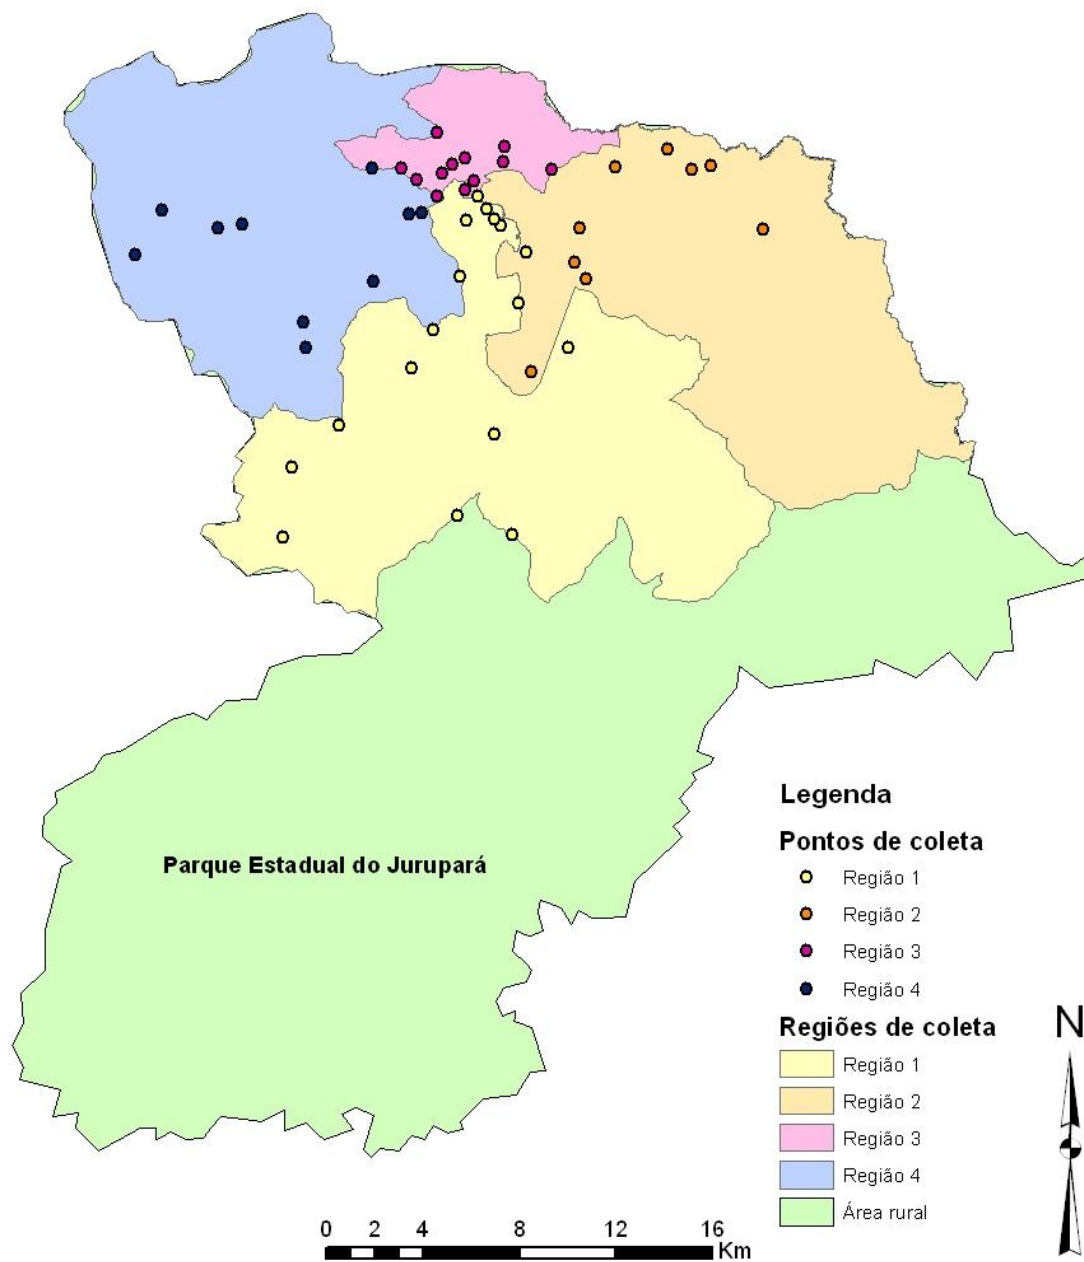 Parque Estadual do Jurupará
Legenda
Pontos de coleta
Região 1
Região 2
Região 3
Região 4
Regiões de coleta
Região 1
Região 2
Região 3
Região 4
Área rural
N
0 2 4 8 12 16
Km